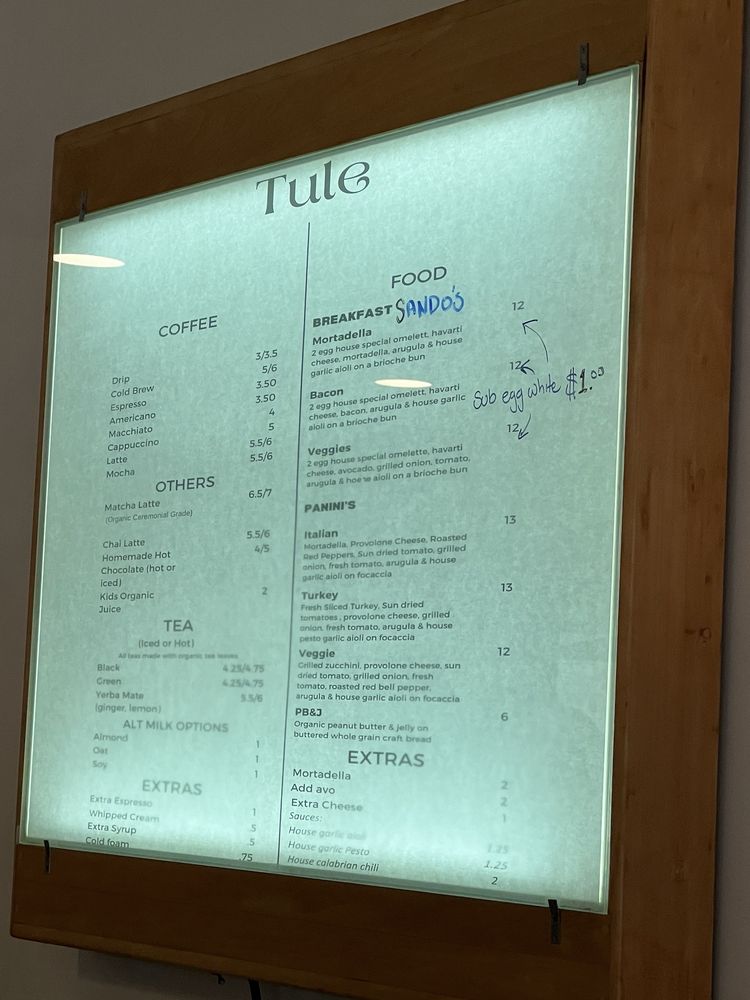 Tule
COFFEE
Drip 3/3.5
Cold Brew 5/6
Espresso 3.50
Americano 3.50
Macchiato 4
Cappuccino 5
Latte 5.5/6
Mocha 5.5/6
OTHERS
Matcha Latte 6.5/7
(Organic Ceremonial Grade)
Chai Latte 5.5/6
Homemade Hot 4/5
Chocolate (hot or
iced)
Kids Organic 2
Juice
TEA
(Iced or Hot)
All teas made with organic tea leaves
Black 4.25/4.75
Green 4.25/4.75
Yerba Mate 5.5/6
(ginger, lemon)
ALT MILK OPTIONS
Almond 1
Oat 1
Soy 1
EXTRAS
Extra Espresso 1
Whipped Cream .5
Extra Syrup .5
Cold foam .75
FOOD
BREAKFAST SANDO'S
Mortadella 12
2 egg house special omelett, havarti
cheese, mortadella, arugula & house
garlic aioli on a brioche bun
Bacon 12
2 egg house special omelett, havarti
cheese, bacon, arugula & house garlic
aioli on a brioche bun
Sub egg white $1.00
Veggies 12
2 egg house special omelette, havarti
cheese, avocado, grilled onion, tomato,
arugula & house aioli on a brioche bun
PANINI'S
Italian 13
Mortadella, Provolone Cheese, Roasted
Red Peppers, Sun dried tomato, grilled
onion, fresh tomato, arugula & house
garlic aioli on focaccia
Turkey 13
Fresh Sliced Turkey, Sun dried
tomatoes, provolone cheese, grilled
onion, fresh tomato, arugula & house
pesto garlic aioli on focaccia
Veggie 12
Grilled zucchini, provolone cheese, sun
dried tomato, grilled onion, fresh
tomato, roasted red bell pepper,
arugula & house garlic aioli on focaccia
PB&J 6
Organic peanut butter & jelly on
buttered whole grain craft bread
EXTRAS
Mortadella 2
Add avo 2
Extra Cheese 1
Sauces:
House garlic aioli 1.25
House garlic Pesto 1.25
House calabrian chili 2